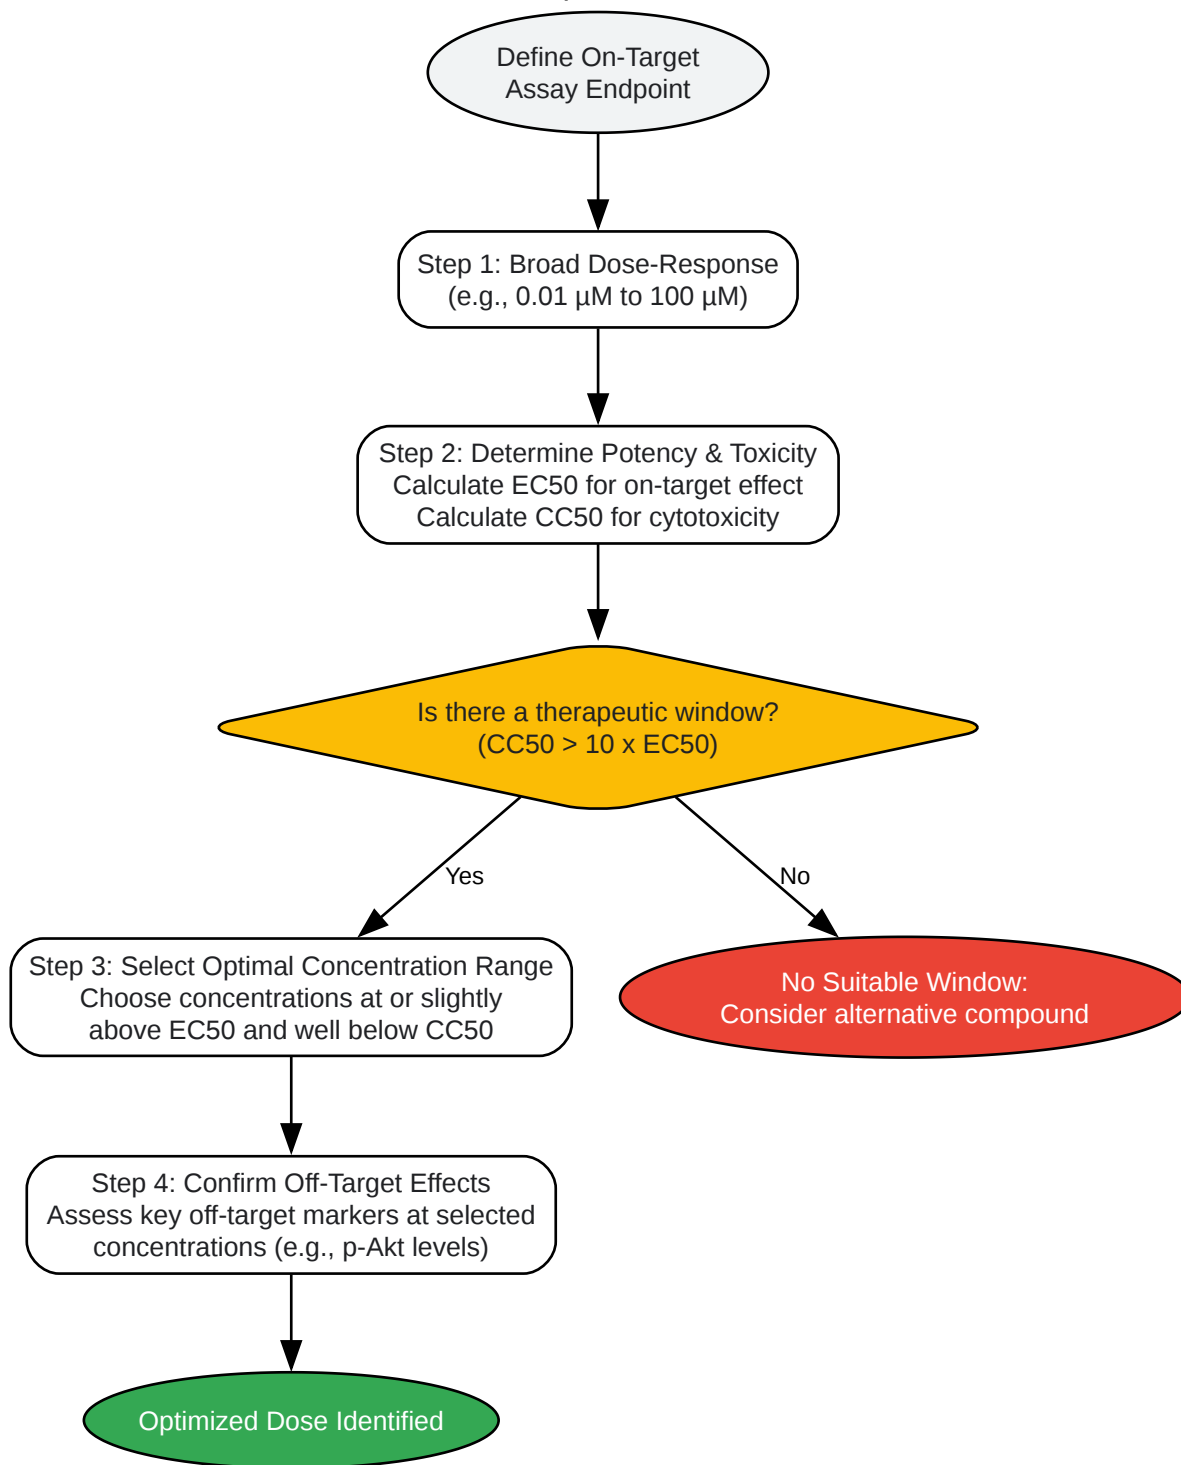 Define On-Target
Assay Endpoint
Step 1: Broad Dose-Response
(e.g., 0.01 µM to 100 µM)
Step 2: Determine Potency & Toxicity
Calculate EC50 for on-target effect
Calculate CC50 for cytotoxicity
Is there a therapeutic window?
(CC50 > 10 x EC50)
Yes
No
Step 3: Select Optimal Concentration Range
Choose concentrations at or slightly
above EC50 and well below CC50
No Suitable Window:
Consider alternative compound
Step 4: Confirm Off-Target Effects
Assess key off-target markers at selected
concentrations (e.g., p-Akt levels)
Optimized Dose Identified